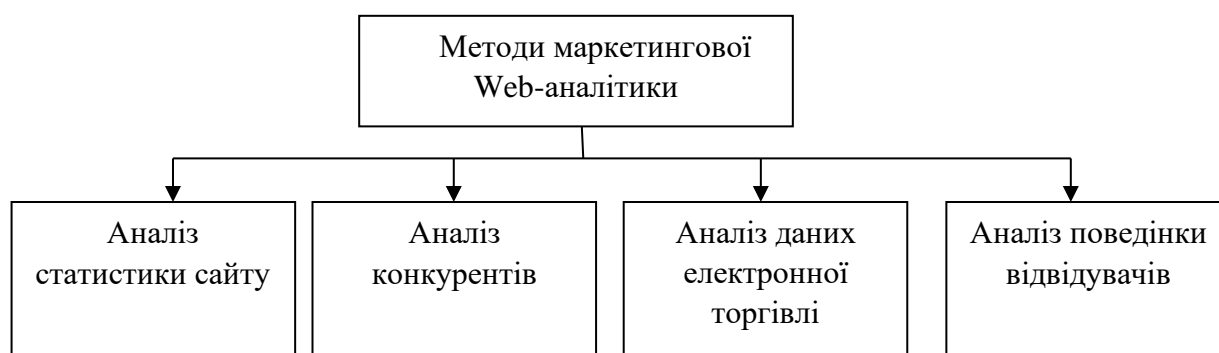 Методи маркетингової
Web-аналітики
Аналіз
статистики сайту
Аналіз
конкурентів
Аналіз даних
електронної
торгівлі
Аналіз поведінки
відвідувачів